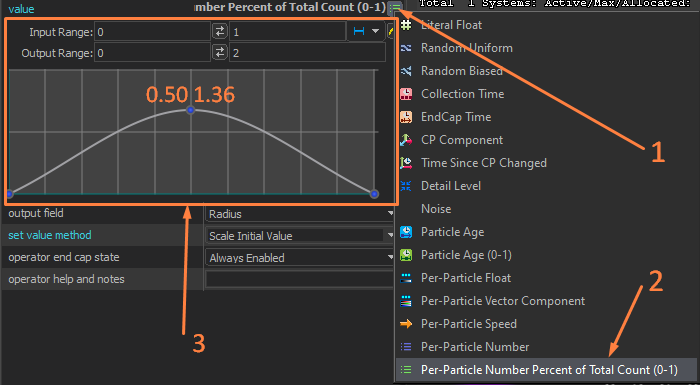 value
mber Percent of Total Count (0-1)
Total 1 Systems: Active/Max/Allocated:
Input Range: 0 1
Output Range: 0 2
0.50 1.36
output field Radius
set value method Scale Initial Value
operator end cap state Always Enabled
operator help and notes
3
Literal Float
Random Uniform
Random Biased
Collection Time
EndCap Time
CP Component
1
Time Since CP Changed
Detail Level
Noise
Particle Age
Particle Age (0-1)
Per-Particle Float
2
Per-Particle Vector Component
Per-Particle Speed
Per-Particle Number
Per-Particle Number Percent of Total Count (0-1)